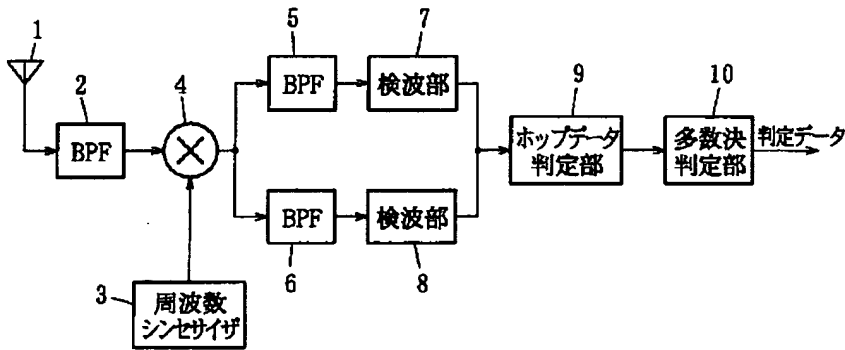 1
2
BPF
3
周波数
シンセサイザ
4
5
BPF
6
BPF
7
検波部
8
検波部
9
ホップデータ
判定部
10
多数決
判定部
判定データ